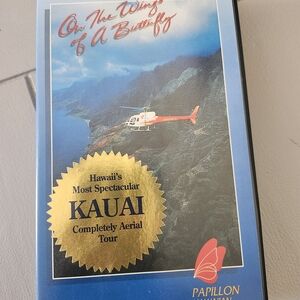 On The Wings
of A Butterfly
Hawaii's
Most Spectacular
KAUAI
Completely Aerial
Tour
PAPILLON